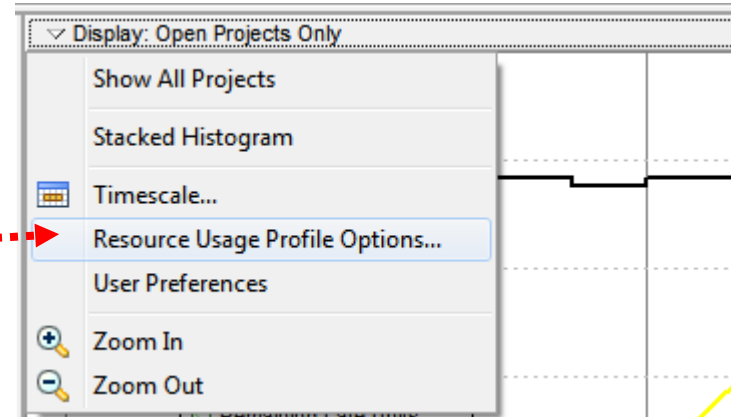 Display: Open Projects Only
Show All Projects
Stacked Histogram
Timescale...
Resource Usage Profile Options...
User Preferences
Zoom In
Zoom Out